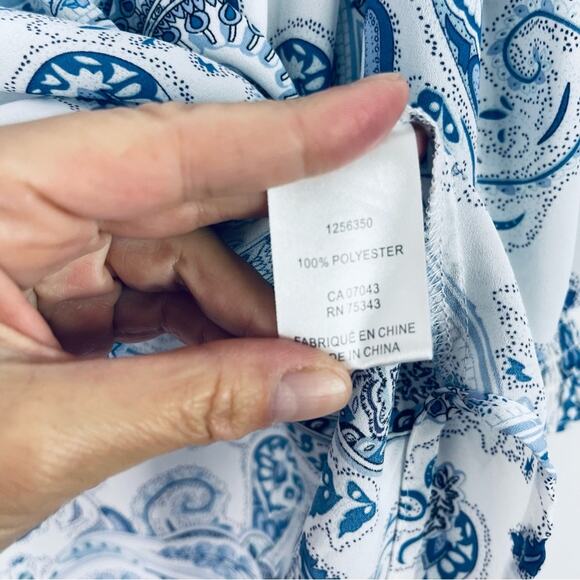 1256350
100% POLYESTER
CA 07043
RN 75343
FABRIQUÉ EN CHINE
IN CHINA